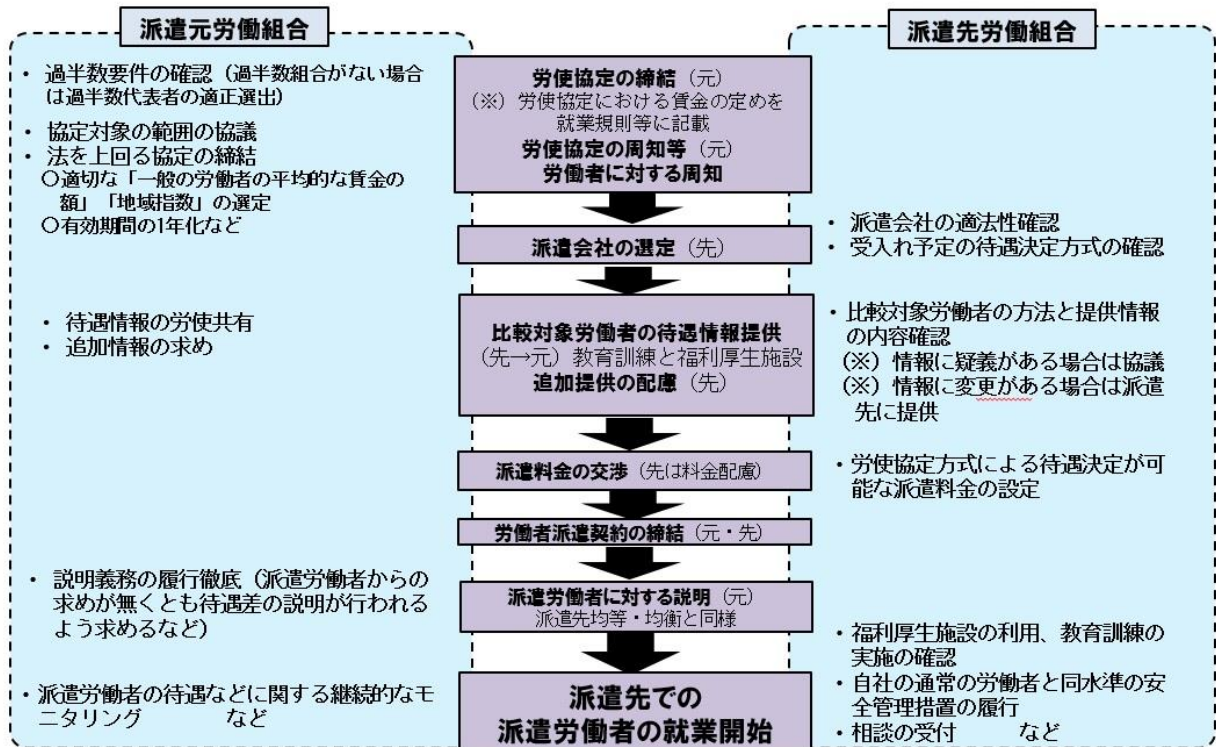 派遣元労働組合
・ 過半数要件の確認（過半数組合がない場合
は過半数代表者の適正選出）
・ 協定対象の範囲の協議
・ 法を上回る協定の締結
〇適切な「一般の労働者の平均的な賃金の
額」「地域指数」の選定
〇有効期間の1年化など
・ 待遇情報の労使共有
・ 追加情報の求め
・ 説明義務の履行徹底（派遣労働者からの
求めが無くとも待遇差の説明が行われる
よう求めるなど）
・派遣労働者の待遇などに関する継続的なモ
ニタリング　　　　など
労使協定の締結（元）
（※）労使協定における賃金の定めを
就業規則等に記載
労使協定の周知等（元）
労働者に対する周知
派遣会社の選定（先）
比較対象労働者の待遇情報提供
（先→元）教育訓練と福利厚生施設
追加提供の配慮（先）
派遣料金の交渉（先は料金配慮）
労働者派遣契約の締結（元・先）
派遣労働者に対する説明（元）
派遣先均等・均衡と同様
派遣先での
派遣労働者の就業開始
派遣先労働組合
・ 派遣会社の適法性確認
・ 受入れ予定の待遇決定方式の確認
・ 比較対象労働者の方法と提供情報
の内容確認
（※）情報に疑義がある場合は協議
（※）情報に変更がある場合は派遣
先に提供
・労使協定方式による待遇決定が可
能な派遣料金の設定
・福利厚生施設の利用、教育訓練の
実施の確認
・自社の通常の労働者と同水準の安
全管理措置の履行
・相談の受付　　　など